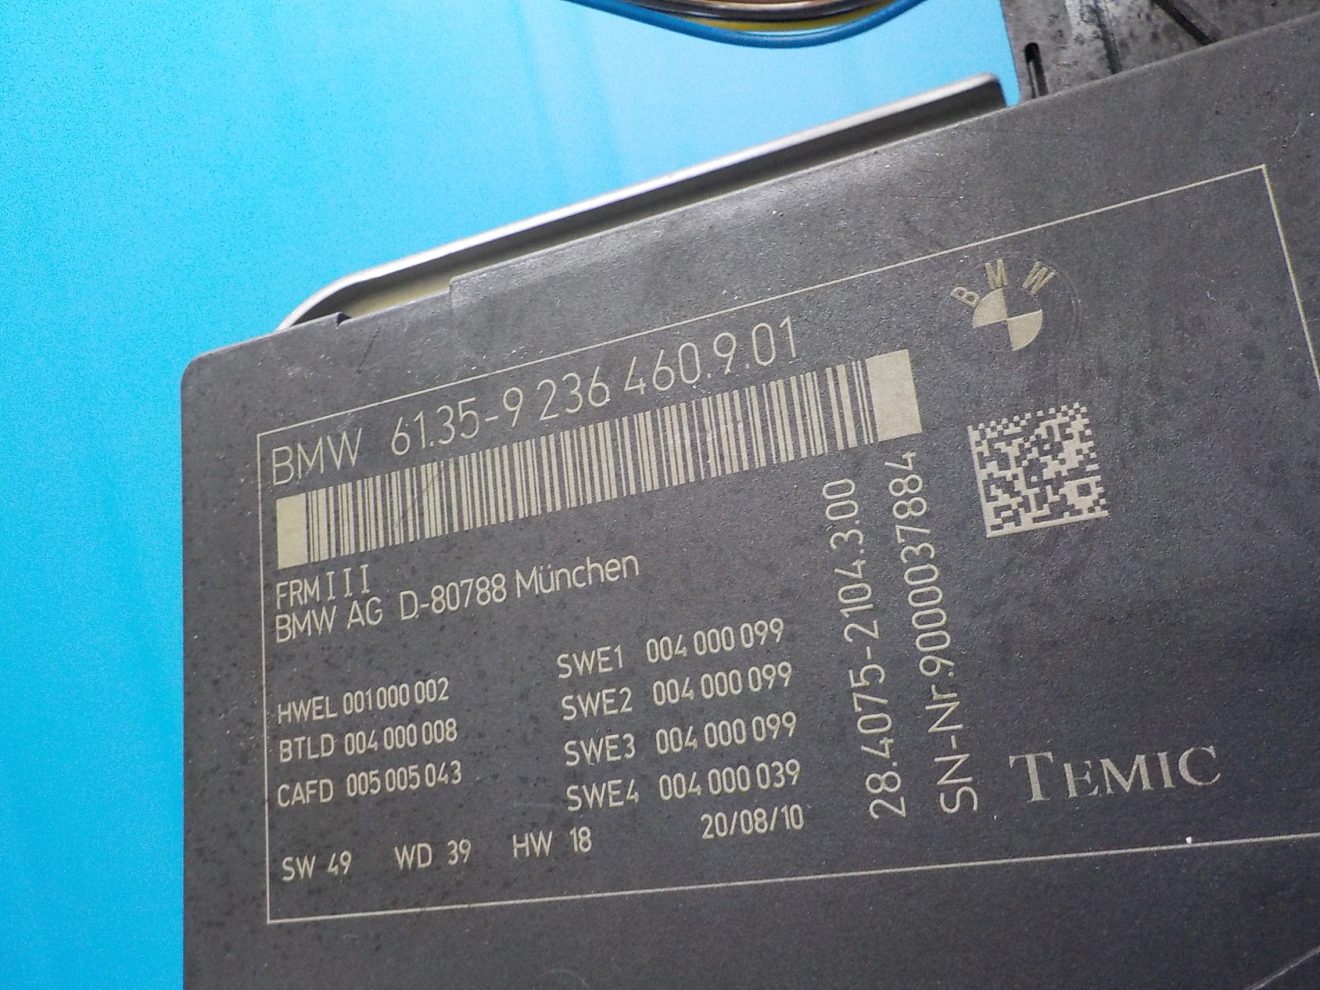 BMW
BMW 61.35-9 236 460.9.01
FRMIII
BMW AG D-80788 München
HWEL 001 000 002
BTLD 004 000 008
CAFD 005 005 043
SWE1 004 000 099
SWE2 004 000 099
SWE3 004 000 099
SWE4 004 000 039
SW 49 WD 39 HW 18 20/08/10
28.4075-2104.3.00
SN-Nr.9000037884
TEMIC